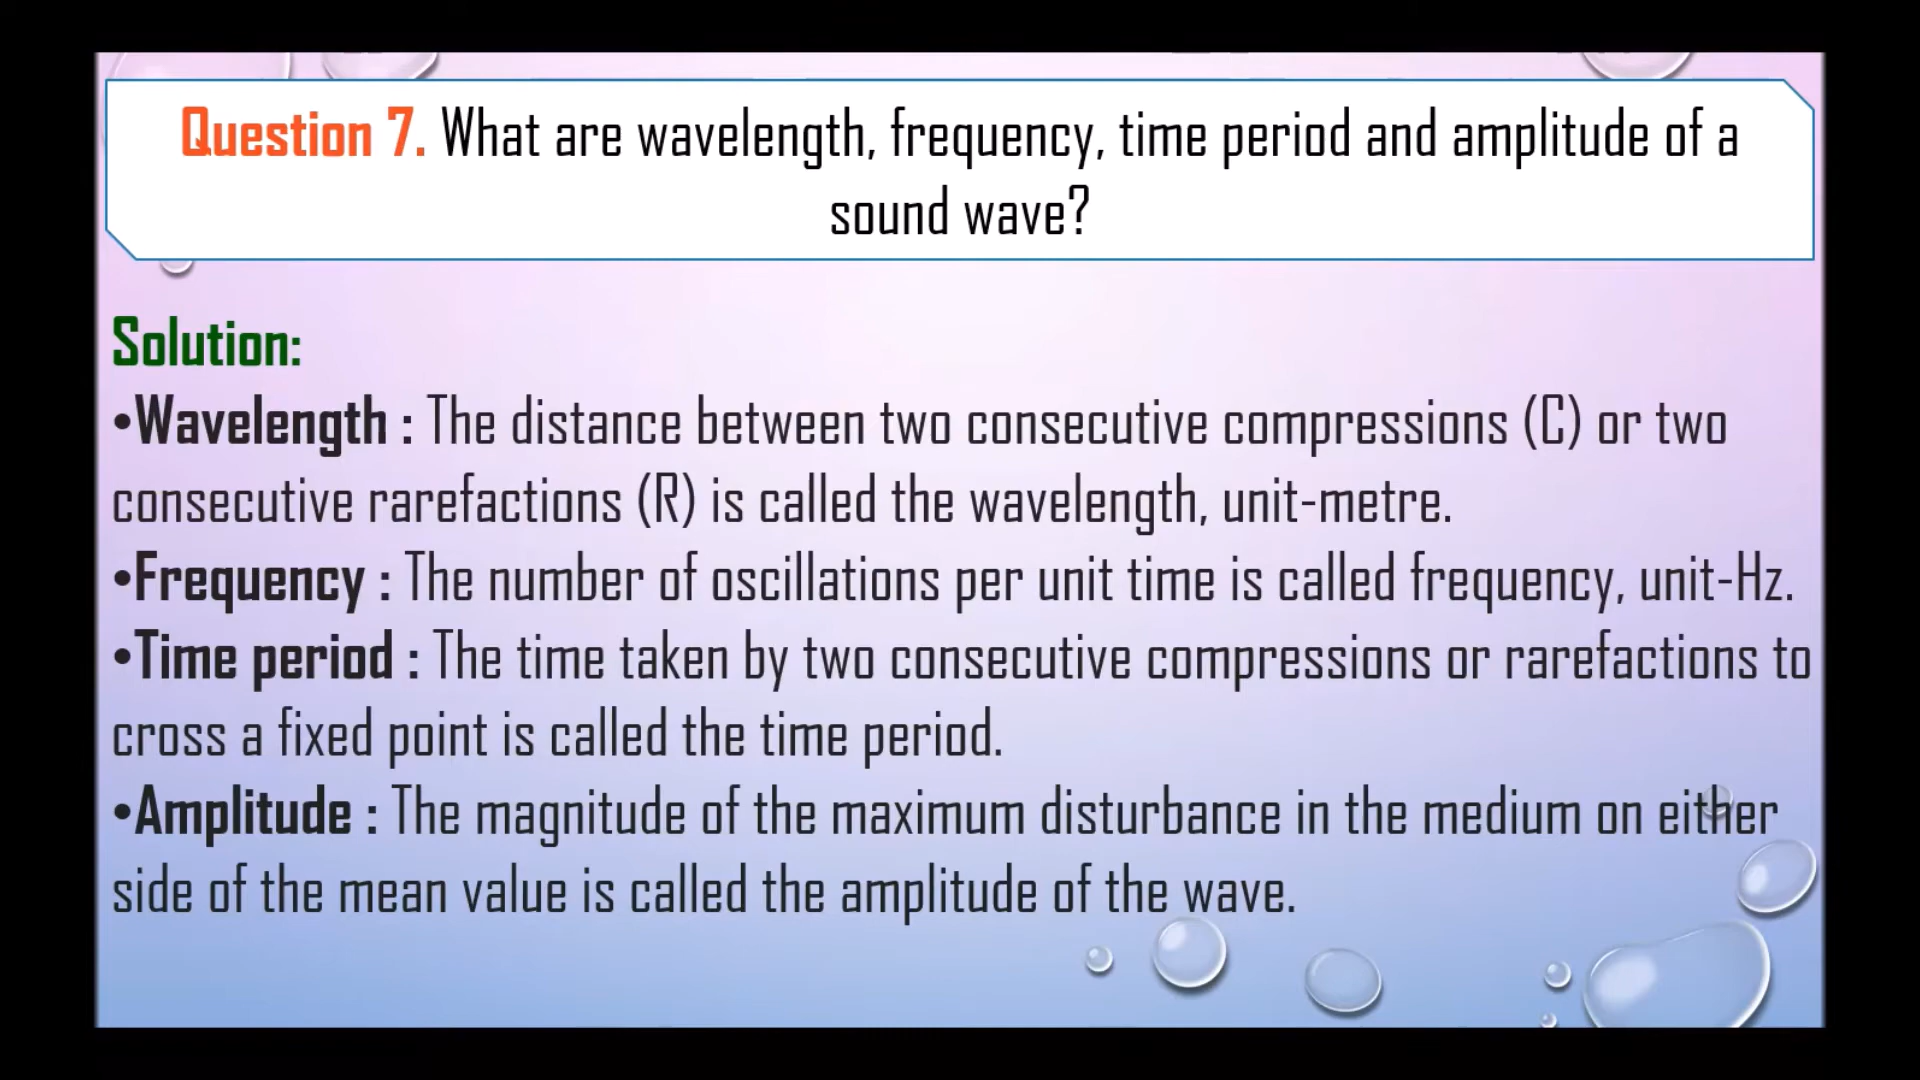 Question 7. What are wavelength, frequency, time period and amplitude of a
sound wave?
Solution:
•Wavelength : The distance between two consecutive compressions (C) or two
consecutive rarefactions (R) is called the wavelength, unit-metre.
•Frequency : The number of oscillations per unit time is called frequency, unit-Hz.
•Time period : The time taken by two consecutive compressions or rarefactions to
cross a fixed point is called the time period.
•Amplitude : The magnitude of the maximum disturbance in the medium on either
side of the mean value is called the amplitude of the wave.